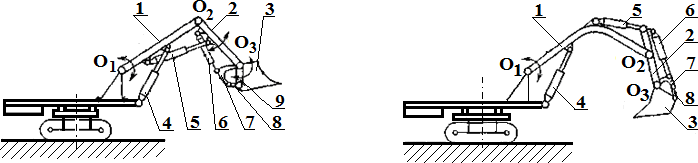 1 O2 2 3
O1 O3
4 5 6 7 8 9
1 5 6
O1 O2 2
O3 7
4 8
3